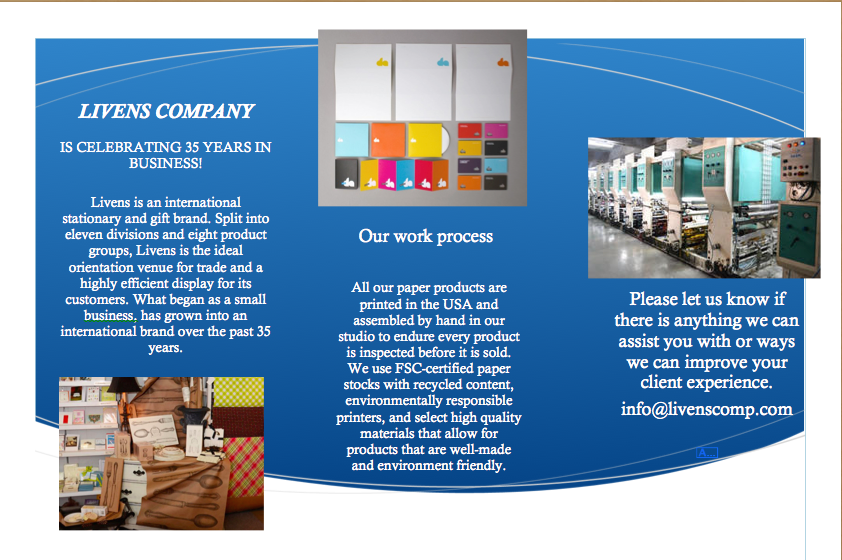 LIVENS COMPANY
IS CELEBRATING 35 YEARS IN
BUSINESS!
Livens is an international
stationary and gift brand. Split into
eleven divisions and eight product
groups, Livens is the ideal
orientation venue for trade and a
highly efficient display for its
customers. What began as a small
business, has grown into an
international brand over the past 35
years.
Our work process
All our paper products are
printed in the USA and
assembled by hand in our
studio to endure every product
is inspected before it is sold.
We use FSC-certified paper
stocks with recycled content,
environmentally responsible
printers, and select high quality
materials that allow for
products that are well-made
and environment friendly.
Please let us know if
there is anything we can
assist you with or ways
we can improve your
client experience.
info@livenscomp.com
A...